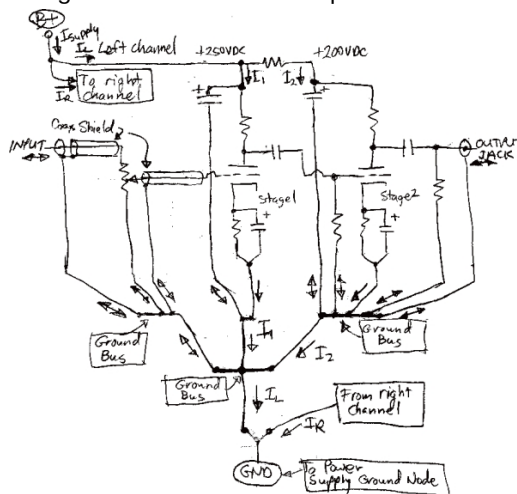 B+
Isupply
IL Left channel
+250VDC
+200VDC
To right
channel
IR
I1
I2
Coax Shield
INPUT
OUTPUT
JACK
Stage1
Stage2
Ground
Bus
I1
I2
Ground
Bus
Ground
Bus
IL
From right
channel
IR
GND
To Power
Supply Ground Node